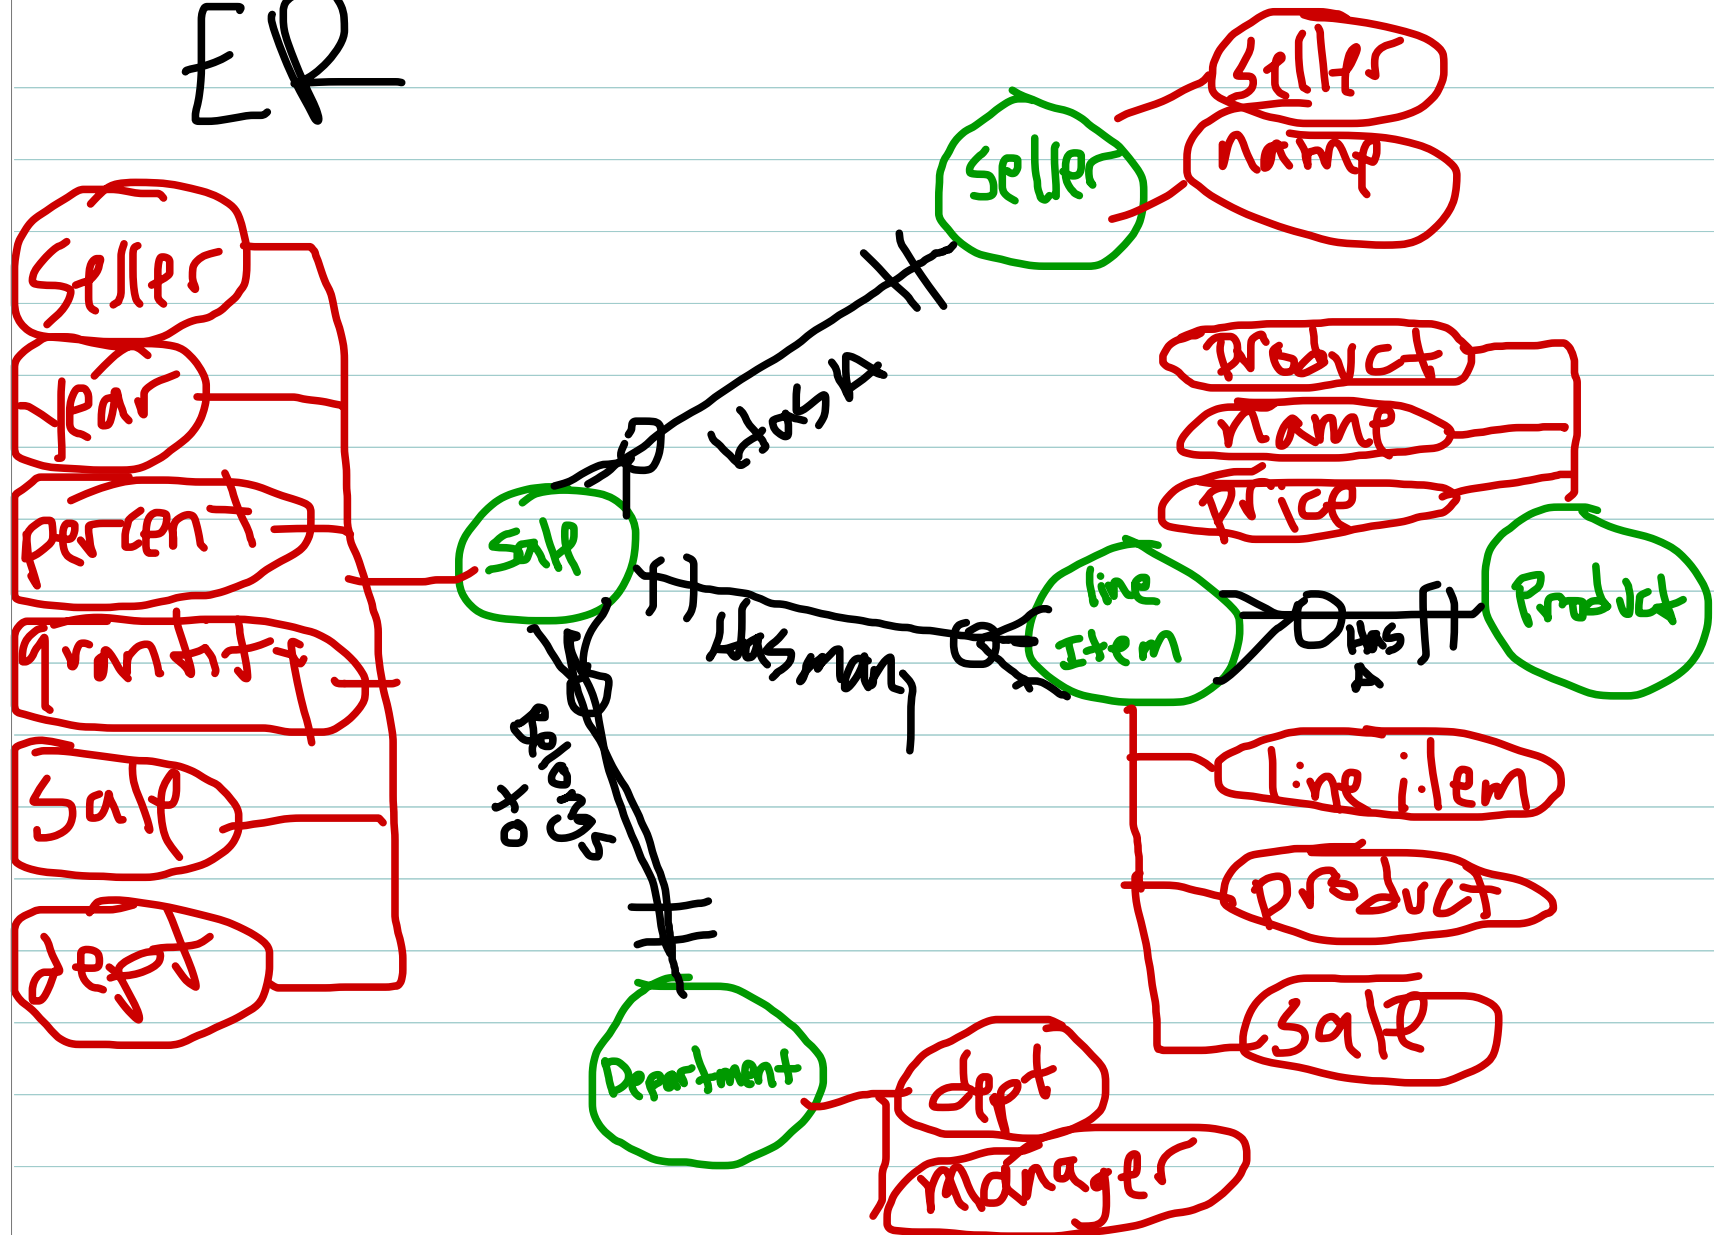 ER
Seller
name
Seller
Seller
year
percent
quantity
Sale
dept
Has A
product
name
price
Sale
line
Item
Product
Has many
Has
A
Belongs
to
line item
product
sale
Department
dept
manager